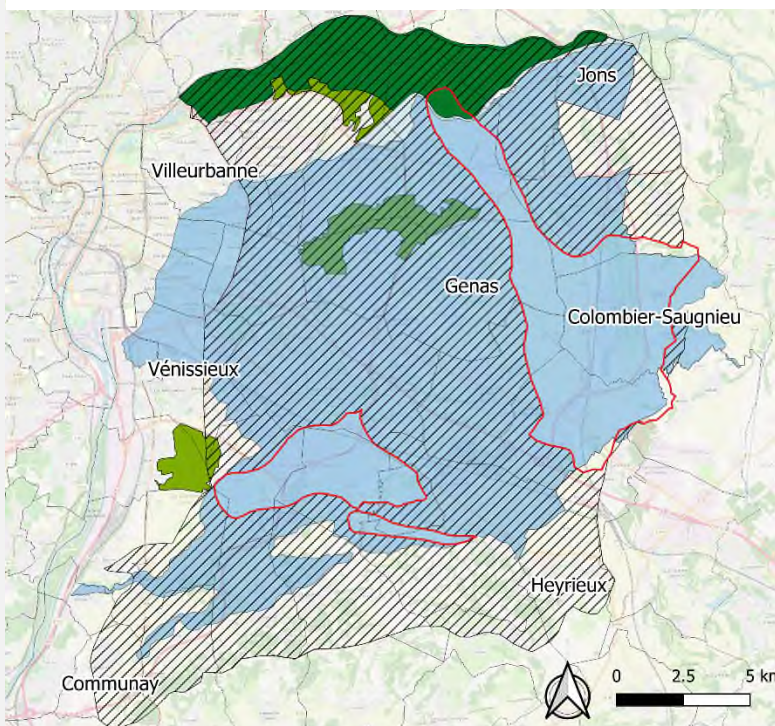 Jons
Villeurbanne
Genas
Colombier-Saugnieu
Vénissieux
Heyrieux
Communay
0 2.5 5 km